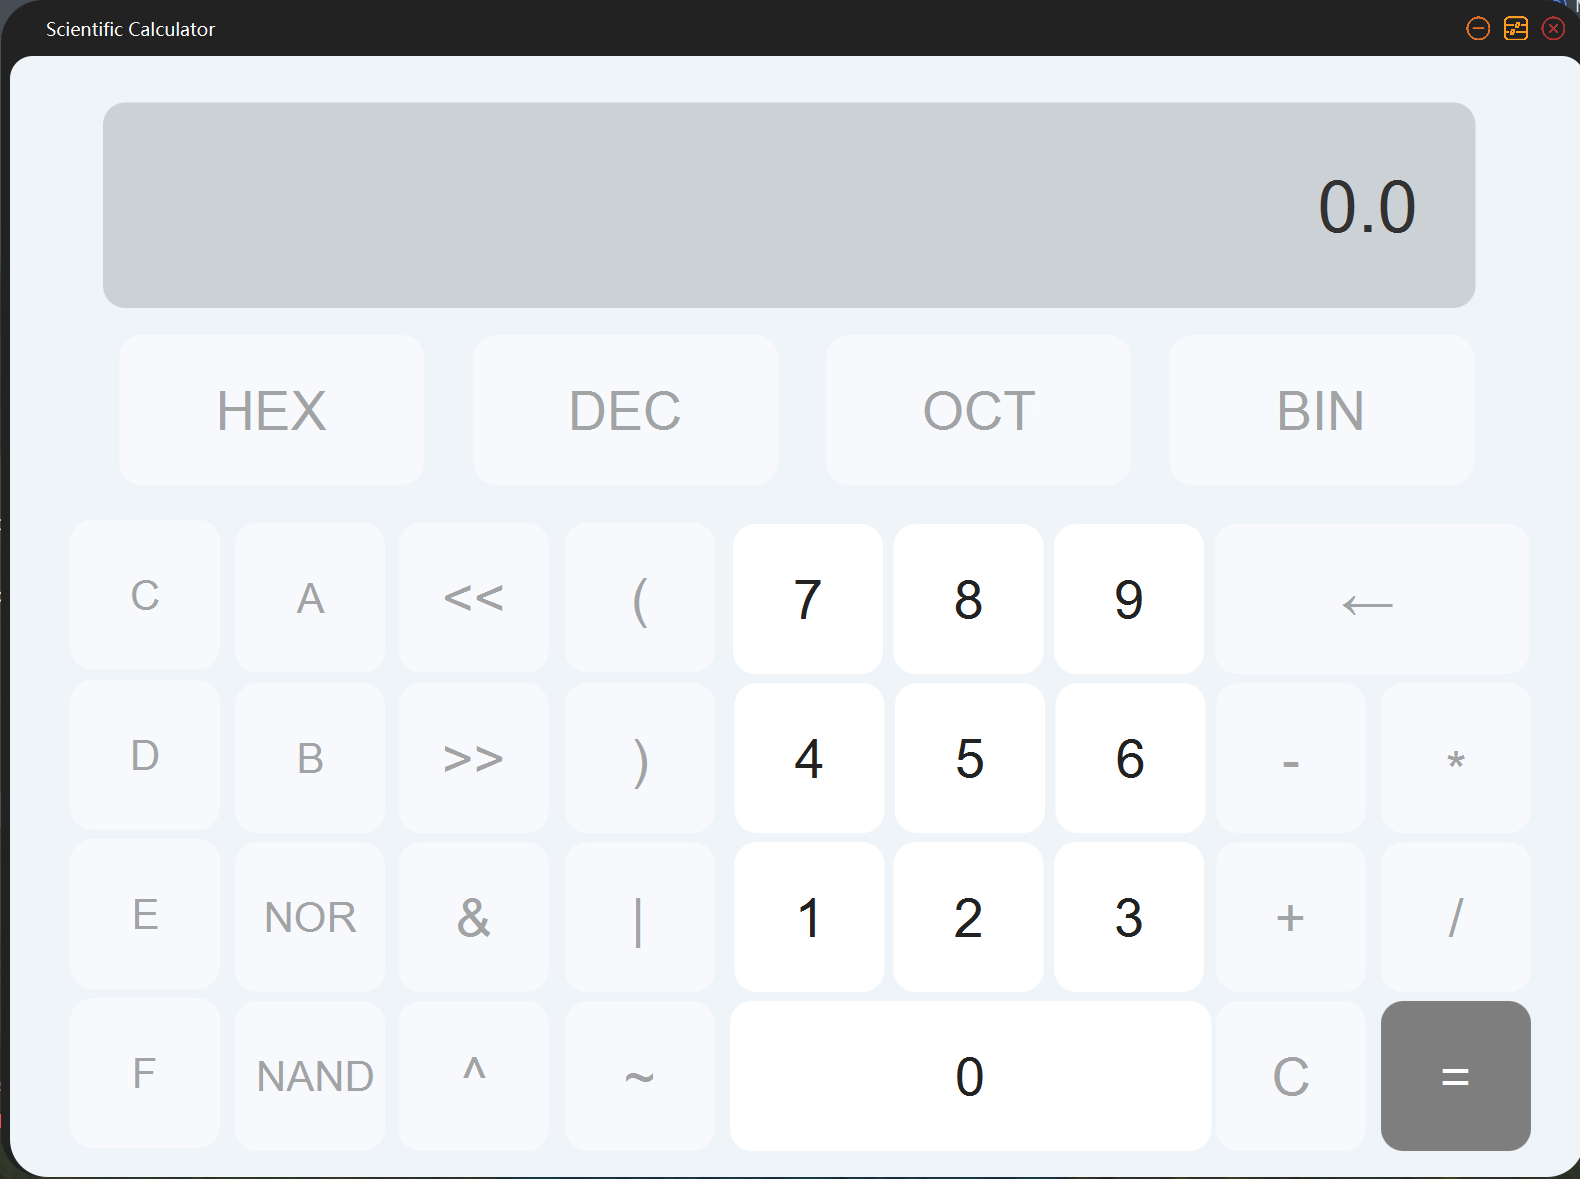 Scientific Calculator
0.0
HEX DEC OCT BIN
C A << ( 7 8 9 ←
D B >> ) 4 5 6 - *
E NOR & | 1 2 3 + /
F NAND ^ ~ 0 C =